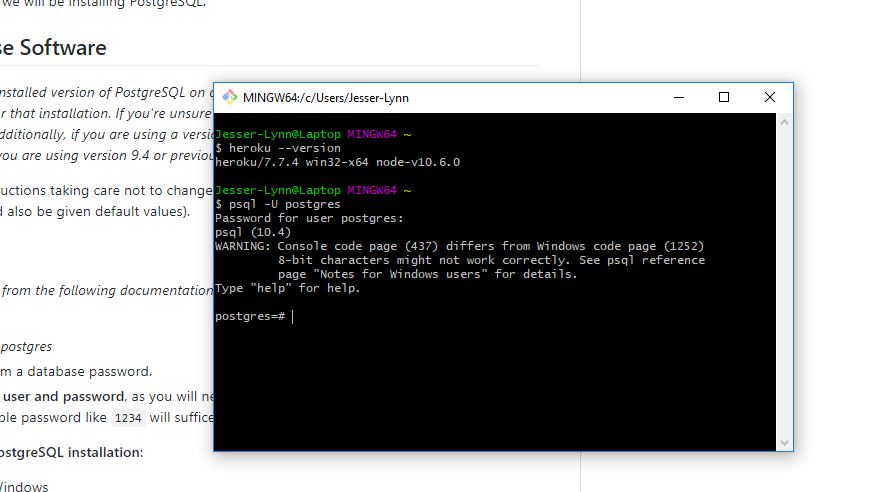 we will be installing PostgreSQL.
se Software
nstalled version of PostgreSQL on a
r that installation. If you're unsure
dditionally, if you are using a versi
you are using version 9.4 or previou
uctions taking care not to change
d also be given default values).
from the following documentation
postgres
m a database password.
user and password, as you will ne
ple password like 1234 will suffice
ostgreSQL installation:
Windows
MINGW64:/c/Users/Jesser-Lynn
Jesser-Lynn@Laptop MINGW64 ~
$ heroku --version
heroku/7.7.4 win32-x64 node-v10.6.0
Jesser-Lynn@Laptop MINGW64 ~
$ psql -U postgres
Password for user postgres:
psql (10.4)
WARNING: Console code page (437) differs from Windows code page (1252)
8-bit characters might not work correctly. See psql reference
page "Notes for Windows users" for details.
Type "help" for help.
postgres=#